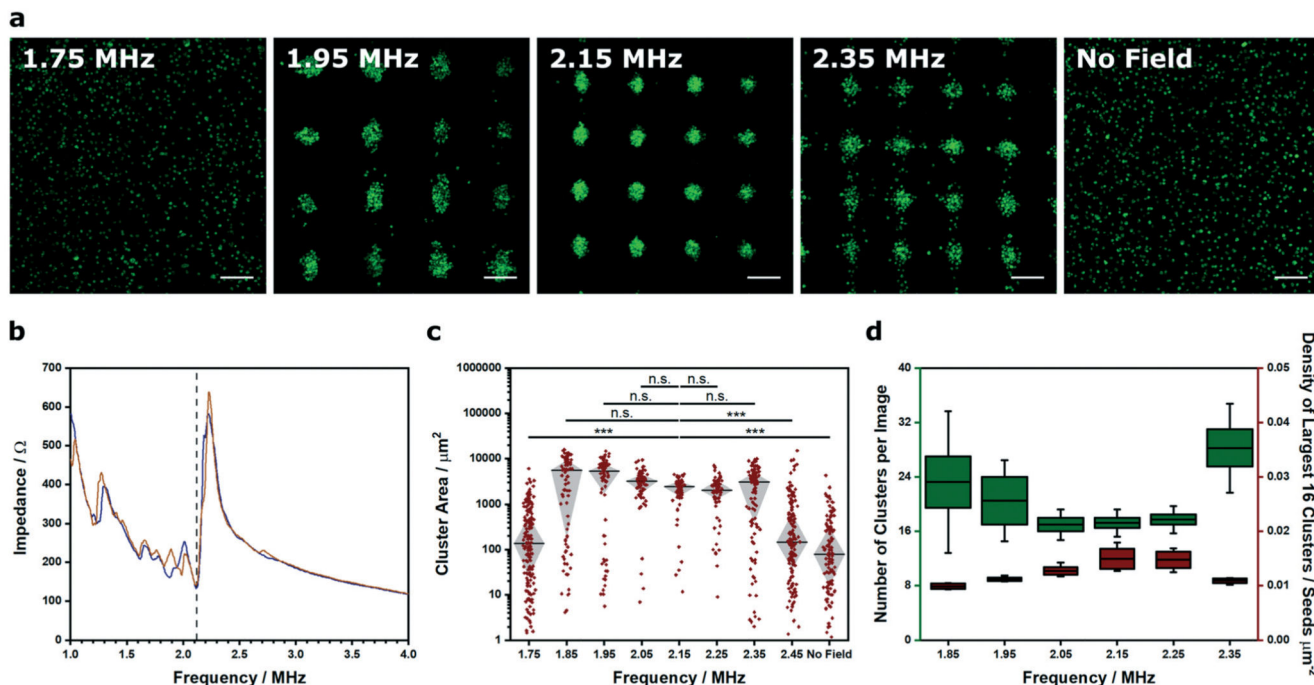 a
1.75 MHz 1.95 MHz 2.15 MHz 2.35 MHz No Field
b
Impedance / Ω
700
600
500
400
300
200
100
0
1.0 1.5 2.0 2.5 3.0 3.5 4.0
Frequency / MHz
c
Cluster Area / μm²
1000000
100000
10000
1000
100
10
1
n.s. n.s.
n.s. n.s.
n.s. ***
*** ***
1.75 1.85 1.95 2.05 2.15 2.25 2.35 2.45 No Field
Frequency / MHz
d
Number of Clusters per Image
40
32
24
16
8
0
1.85 1.95 2.05 2.15 2.25 2.35
Frequency / MHz
0.05
0.04
0.03
0.02
0.01
0.00
Density of Largest 16 Clusters / Seeds μm⁻²